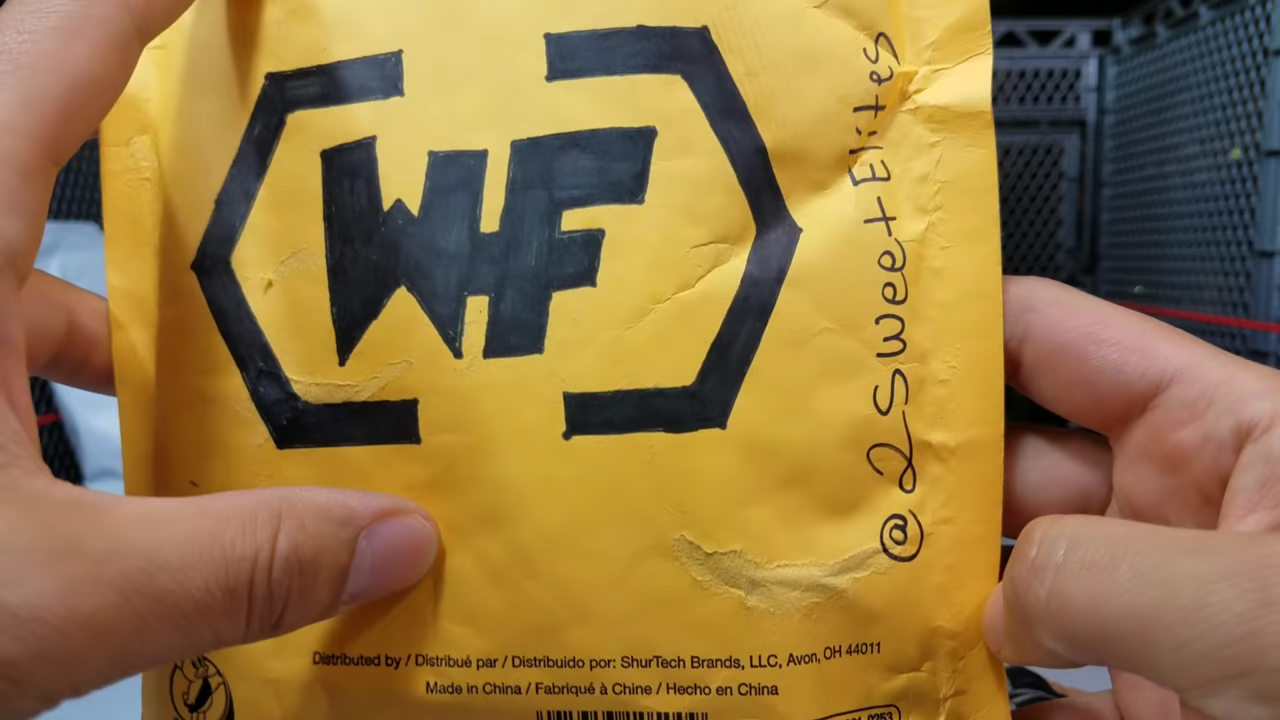 WF
@2SweetElites
Distributed by / Distribué par / Distribuido por: ShurTech Brands, LLC, Avon, OH 44011
Made in China / Fabriqué à Chine / Hecho en China